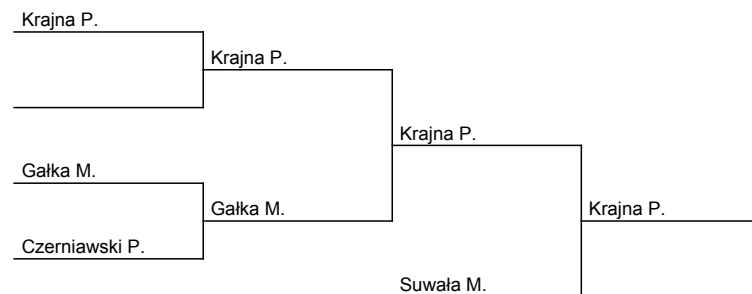 Krajna P.
Krajna P.
Krajna P.
Gałka M.
Gałka M.
Krajna P.
Czerniawski P.
Suwała M.